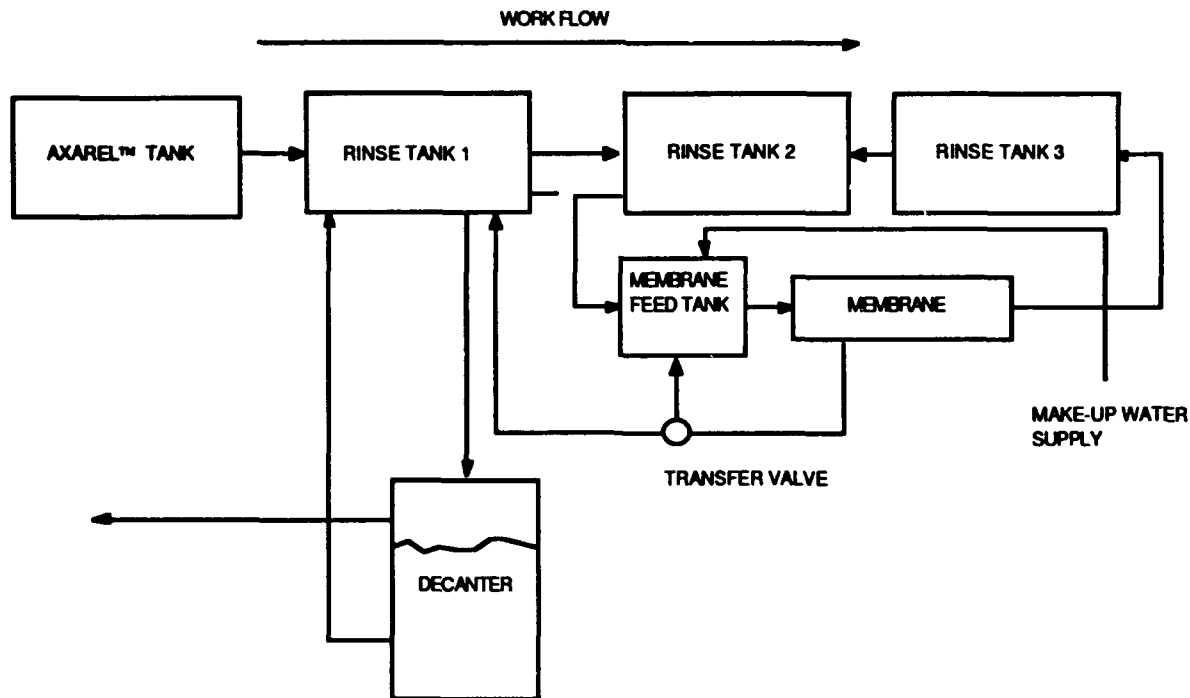 WORK FLOW
AXAREL™ TANK
RINSE TANK 1
RINSE TANK 2
RINSE TANK 3
MEMBRANE
FEED TANK
MEMBRANE
MAKE-UP WATER
SUPPLY
TRANSFER VALVE
DECANTER